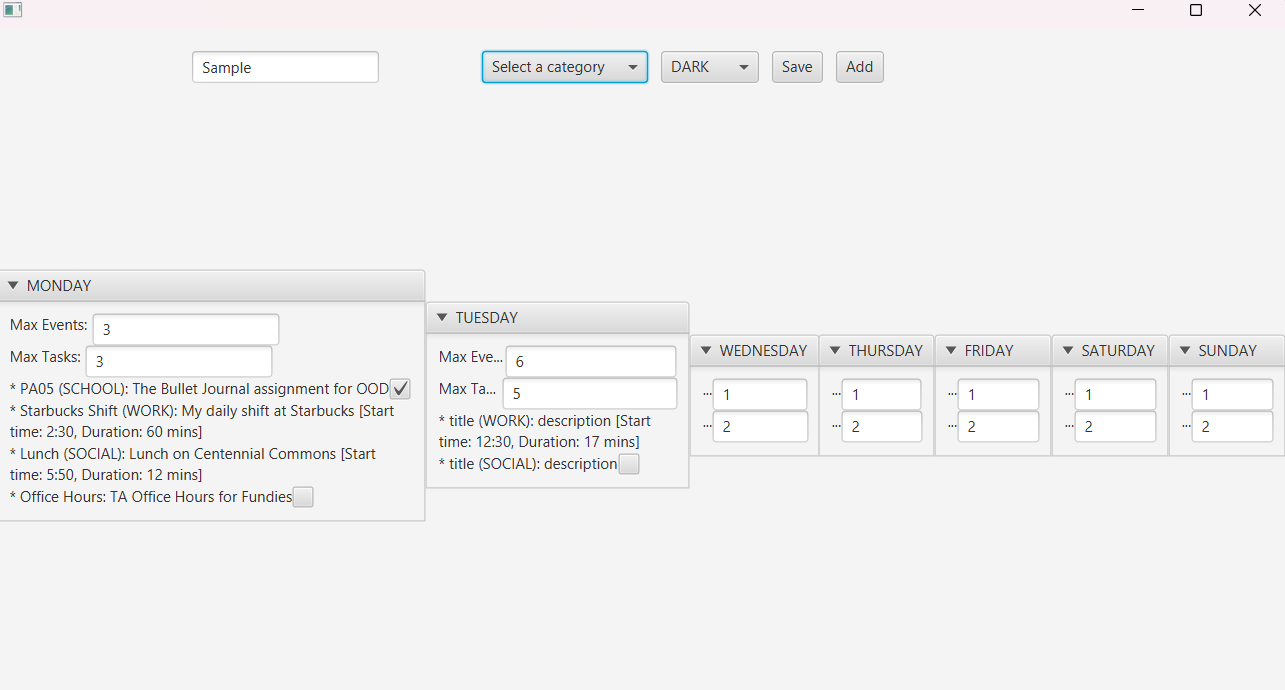 Sample
Select a category
DARK
Save
Add
MONDAY
Max Events:
3
Max Tasks:
3
* PA05 (SCHOOL): The Bullet Journal assignment for OOD
* Starbucks Shift (WORK): My daily shift at Starbucks [Start
time: 2:30, Duration: 60 mins]
* Lunch (SOCIAL): Lunch on Centennial Commons [Start
time: 5:50, Duration: 12 mins]
* Office Hours: TA Office Hours for Fundies
TUESDAY
Max Eve...
6
Max Ta...
5
* title (WORK): description [Start
time: 12:30, Duration: 17 mins]
* title (SOCIAL): description
WEDNESDAY
... 1
... 2
THURSDAY
... 1
... 2
FRIDAY
... 1
... 2
SATURDAY
... 1
... 2
SUNDAY
... 1
... 2